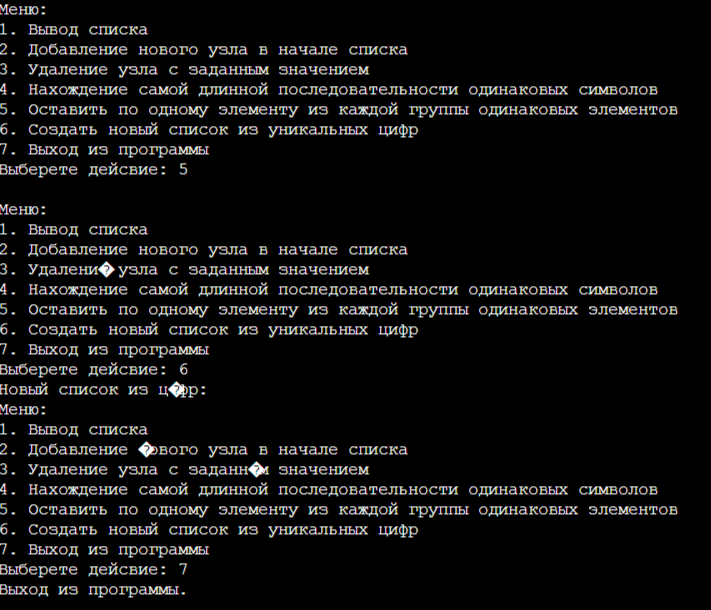 Меню:
1. Вывод списка
2. Добавление нового узла в начале списка
3. Удаление узла с заданным значением
4. Нахождение самой длинной последовательности одинаковых символов
5. Оставить по одному элементу из каждой группы одинаковых элементов
6. Создать новый список из уникальных цифр
7. Выход из программы
Выберете дейсвие: 5
Меню:
1. Вывод списка
2. Добавление нового узла в начале списка
3. Удалени� узла с заданным значением
4. Нахождение самой длинной последовательности одинаковых символов
5. Оставить по одному элементу из каждой группы одинаковых элементов
6. Создать новый список из уникальных цифр
7. Выход из программы
Выберете дейсвие: 6
Новый список из ц�фр:
Меню:
1. Вывод списка
2. Добавление �ового узла в начале списка
3. Удаление узла с заданн�м значением
4. Нахождение самой длинной последовательности одинаковых символов
5. Оставить по одному элементу из каждой группы одинаковых элементов
6. Создать новый список из уникальных цифр
7. Выход из программы
Выберете дейсвие: 7
Выход из программы.